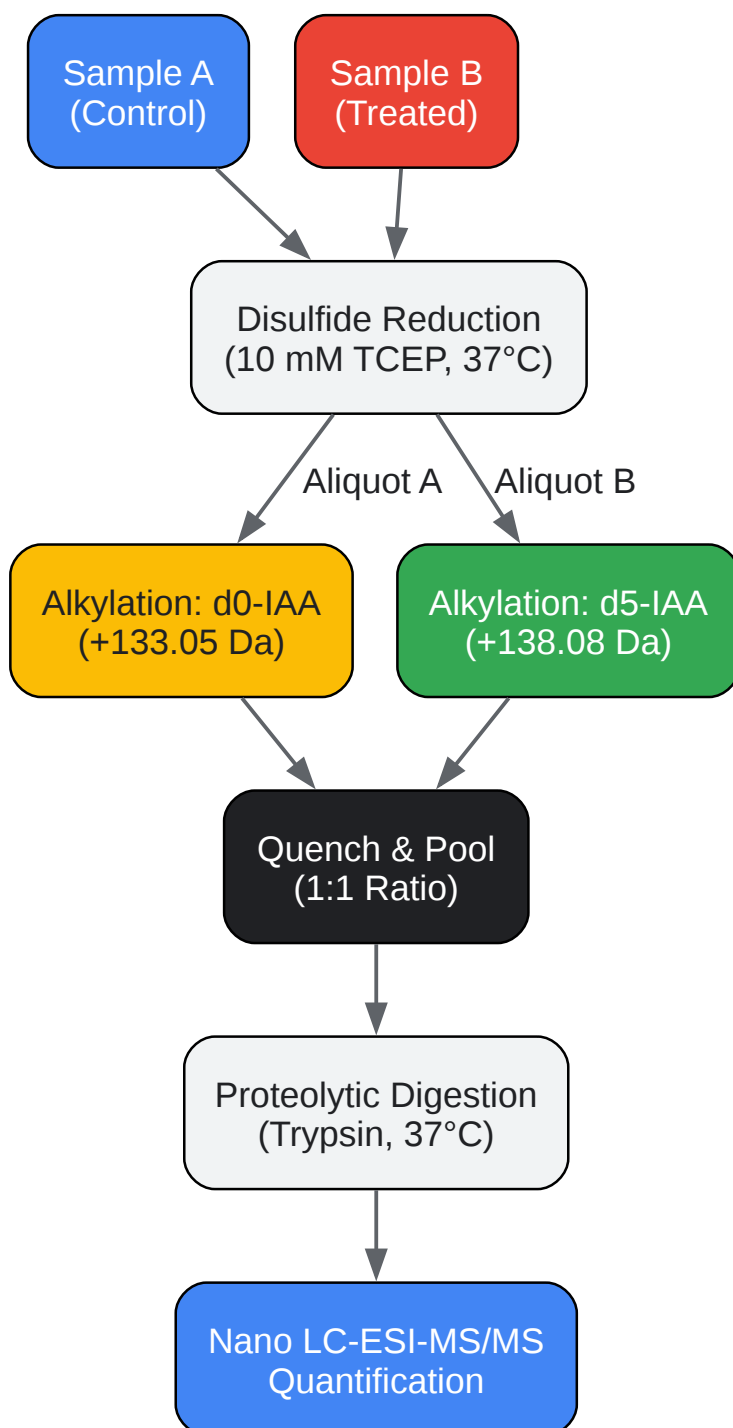 Sample A
(Control)
Sample B
(Treated)
Disulfide Reduction
(10 mM TCEP, 37°C)
Aliquot A
Aliquot B
Alkylation: d0-IAA
(+133.05 Da)
Alkylation: d5-IAA
(+138.08 Da)
Quench & Pool
(1:1 Ratio)
Proteolytic Digestion
(Trypsin, 37°C)
Nano LC-ESI-MS/MS
Quantification